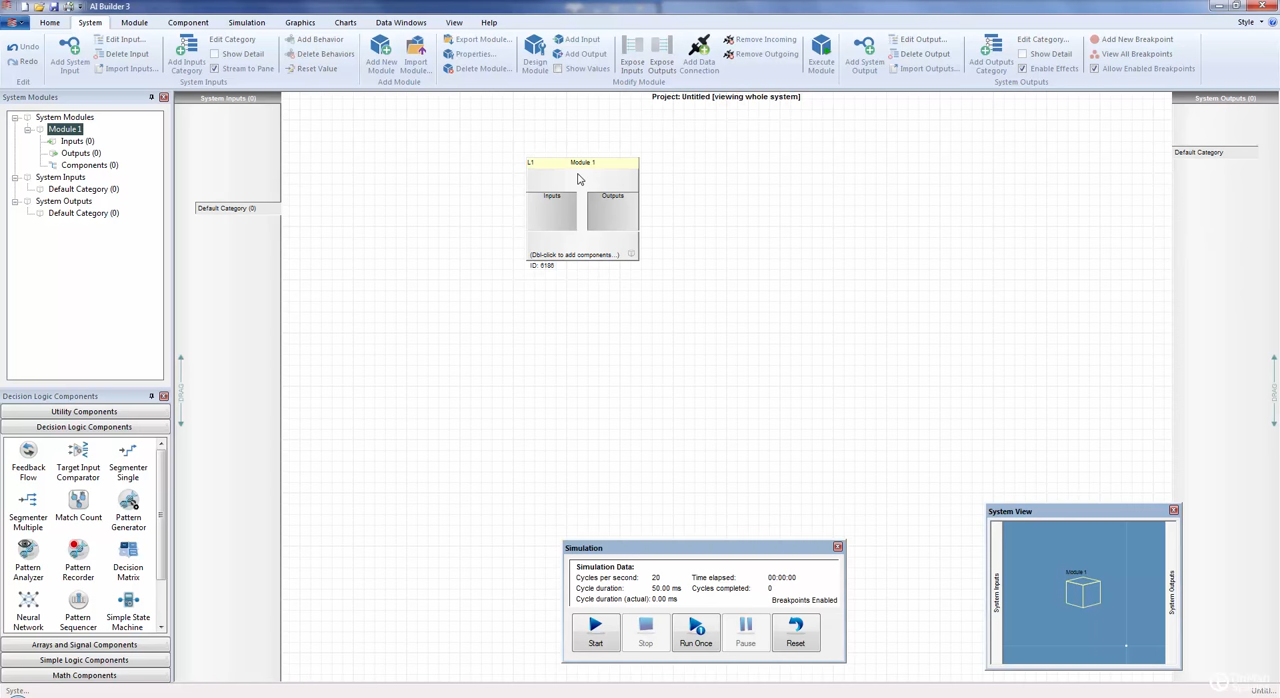 AI Builder 3
Home System Module Component Simulation Graphics Charts Data Windows View Help Style
Undo Edit Input... Edit Category Add Behavior Export Module... Add Input Remove Incoming Edit Output... Edit Category... Add New Breakpoint
Redo Add System Input Delete Input Add Inputs Category Show Detail Delete Behaviors Add New Module Import Module... Properties... Design Module Add Output Expose Inputs Expose Outputs Add Data Connection Remove Outgoing Execute Module Add System Output Delete Output Add Outputs Category Show Detail View All Breakpoints
Import Inputs... Stream to Pane Reset Value Delete Module... Show Values Import Outputs... Enable Effects Allow Enabled Breakpoints
Edit System Inputs Add Module Modify Module System Outputs
System Modules
System Modules
Module 1
Inputs (0)
Outputs (0)
Components (0)
System Inputs
Default Category (0)
System Outputs
Default Category (0)
Decision Logic Components
Utility Components
Decision Logic Components
Feedback Flow
Target Input Comparator
Segmenter Single
Segmenter Multiple
Match Count
Pattern Generator
Pattern Analyzer
Pattern Recorder
Decision Matrix
Neural Network
Pattern Sequencer
Simple State Machine
Arrays and Signal Components
Simple Logic Components
Math Components
System Inputs (0)
Default Category (0)
DRAG
Project: Untitled [viewing whole system]
L1 Module 1
Inputs Outputs
(Dbl-click to add components...)
ID: 6186
Simulation
Simulation Data:
Cycles per second: 20 Time elapsed: 00:00:00
Cycle duration: 50.00 ms Cycles completed: 0
Cycle duration (actual): 0.00 ms Breakpoints Enabled
Start Stop Run Once Pause Reset
System Outputs (0)
Default Category
DRAG
System View
System Inputs
Module 1
System Outputs
Syste...
Untitl...